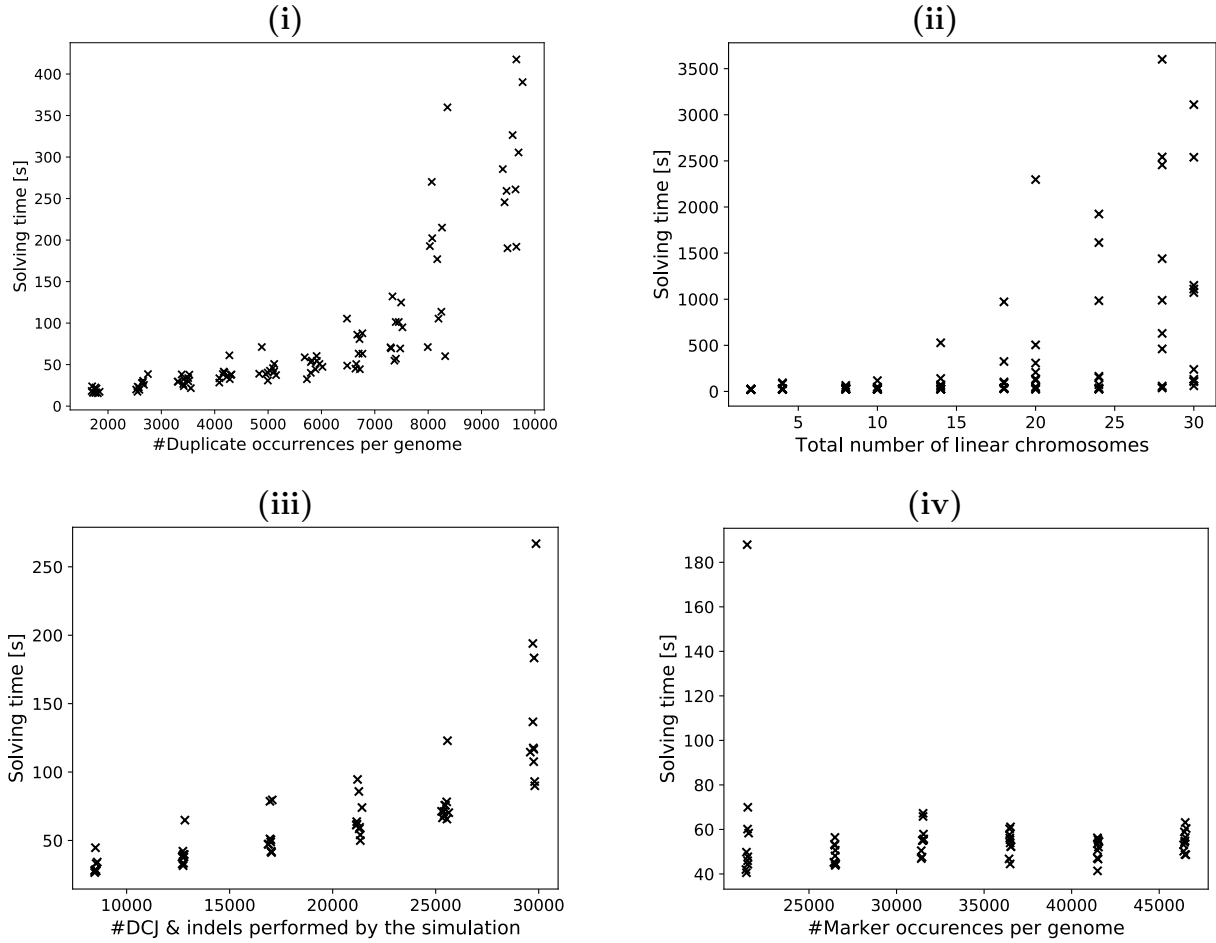 (i)
400
350
300
250
200
150
100
50
0
Solving time [s]
2000 3000 4000 5000 6000 7000 8000 9000 10000
#Duplicate occurrences per genome
(ii)
3500
3000
2500
2000
1500
1000
500
0
Solving time [s]
5 10 15 20 25 30
Total number of linear chromosomes
(iii)
250
200
150
100
50
Solving time [s]
10000 15000 20000 25000 30000
#DCJ & indels performed by the simulation
(iv)
180
160
140
120
100
80
60
40
Solving time [s]
25000 30000 35000 40000 45000
#Marker occurences per genome